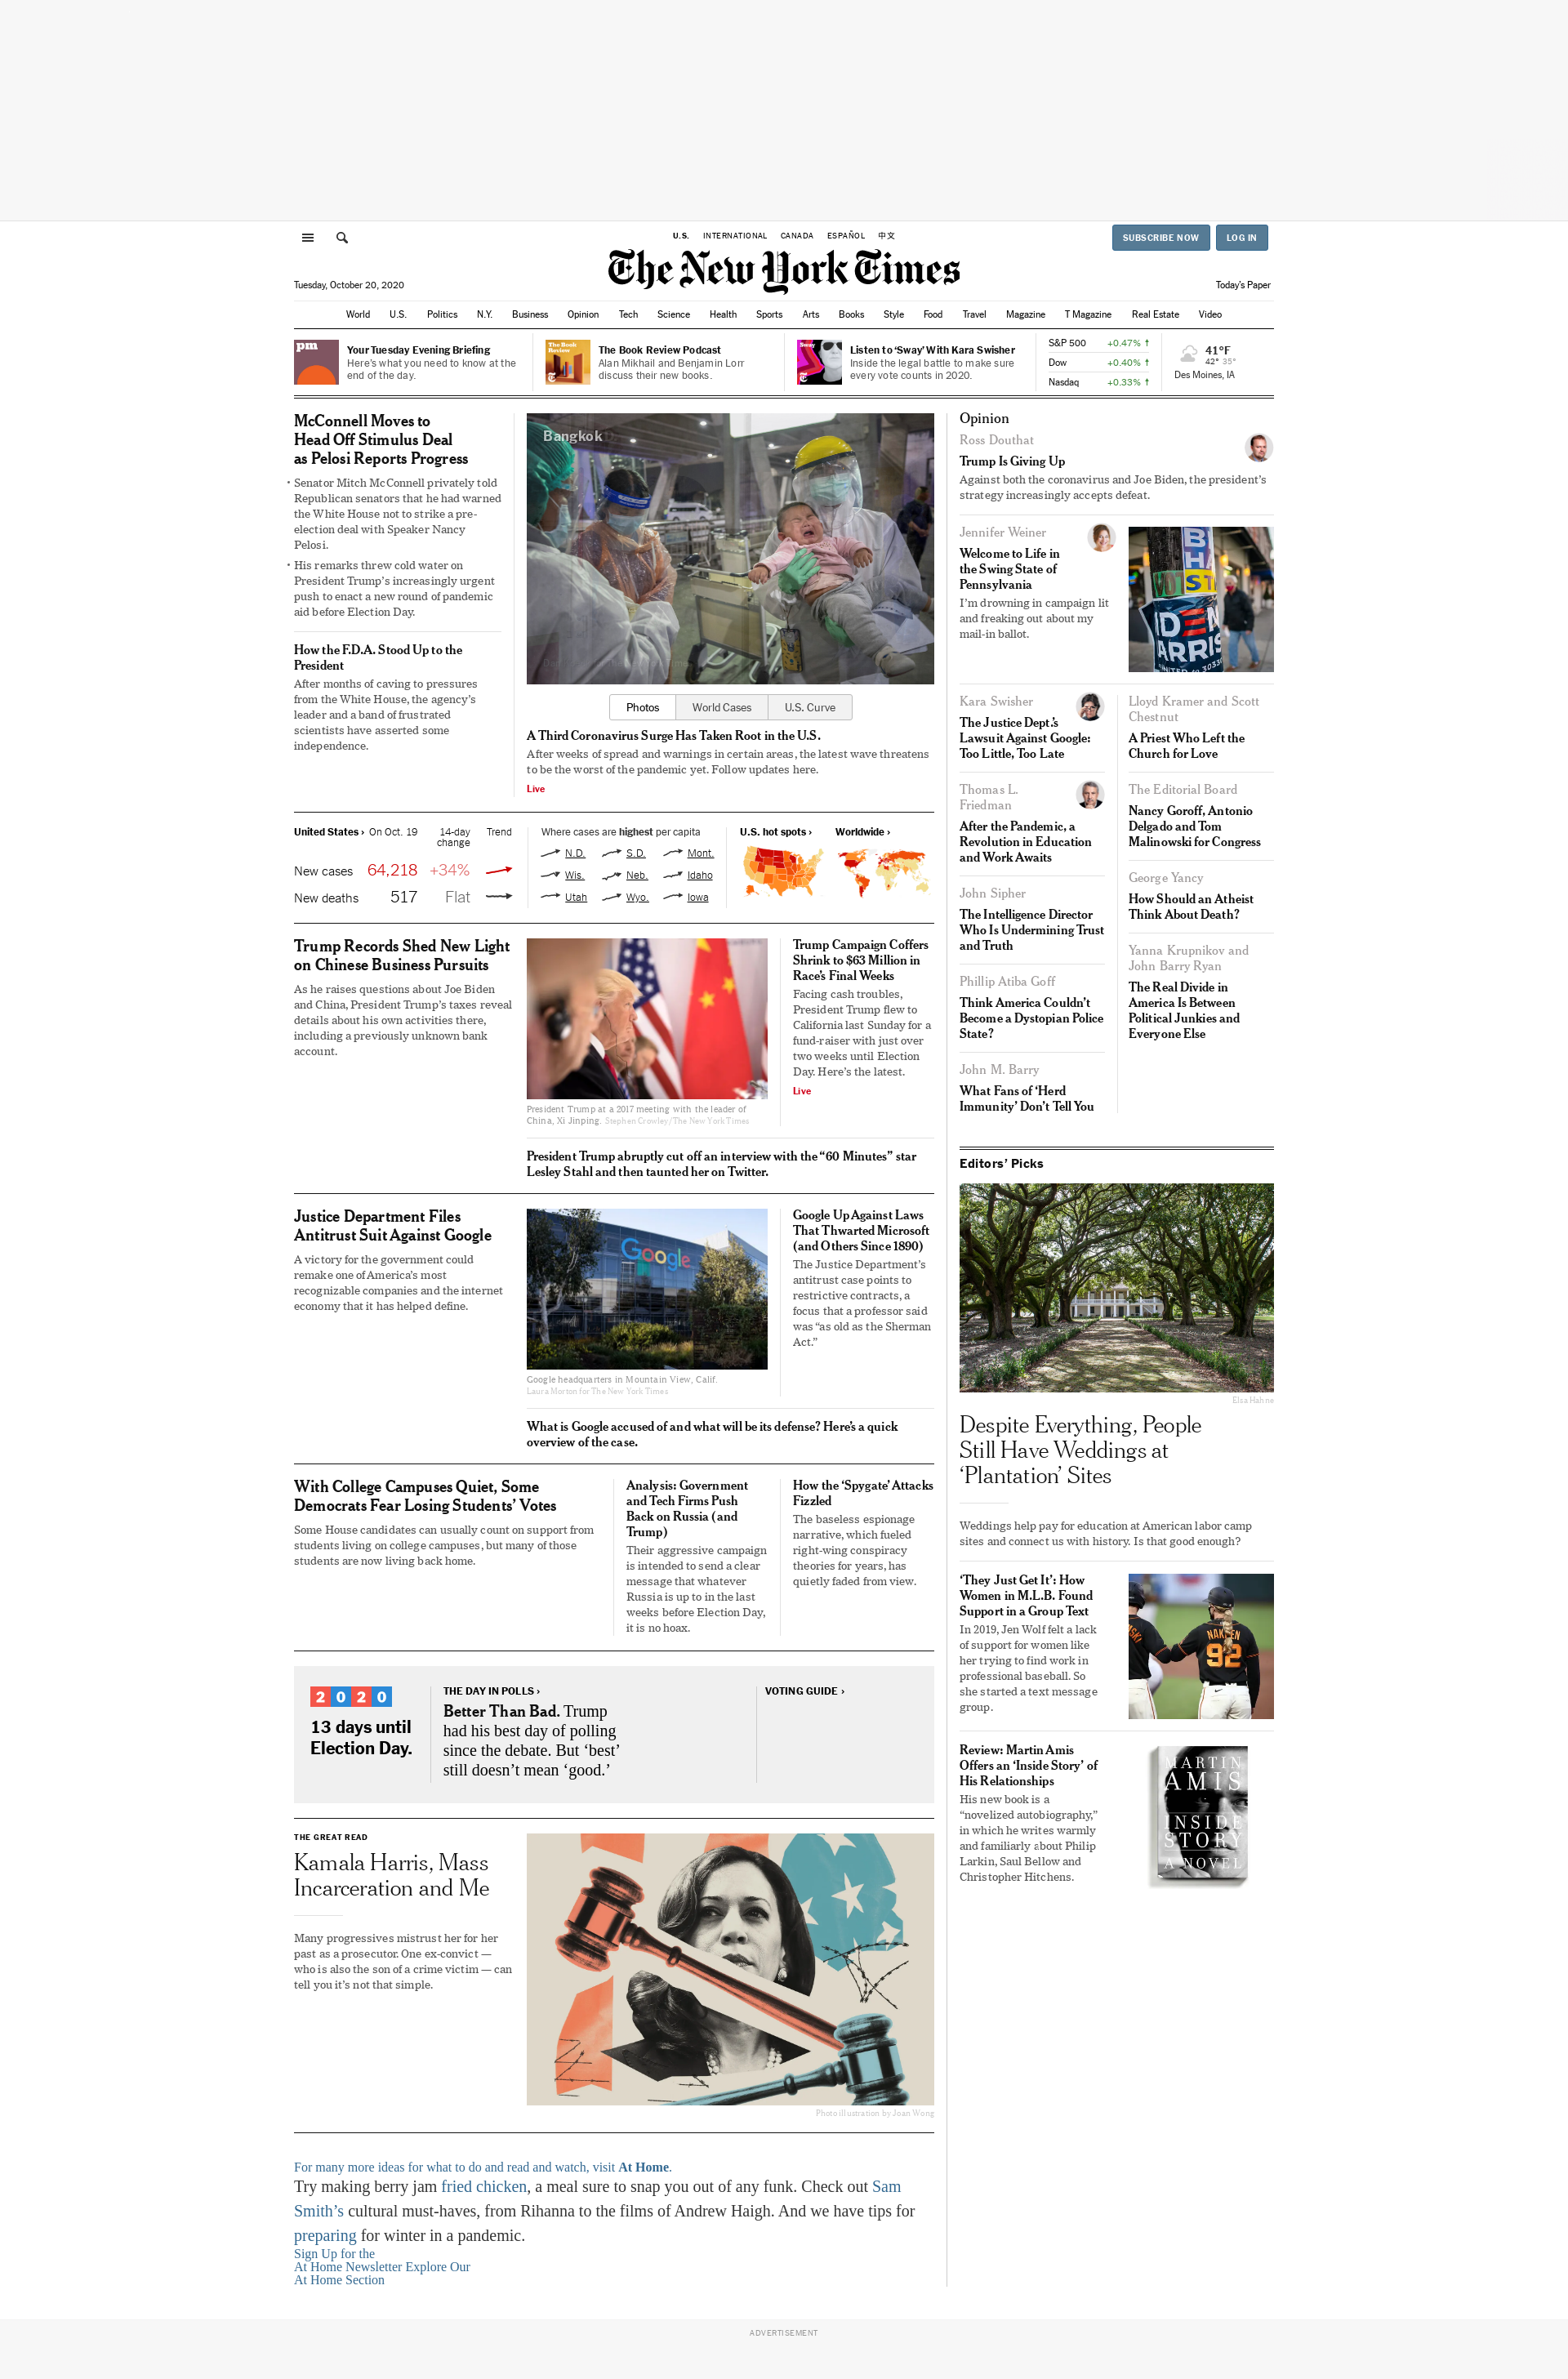 U.S. INTERNATIONAL CANADA ESPAÑOL 中文
SUBSCRIBE NOW
LOG IN
The New York Times
Tuesday, October 20, 2020
Today's Paper
World U.S. Politics N.Y. Business Opinion Tech Science Health Sports Arts Books Style Food Travel Magazine T Magazine Real Estate Video
pm
Your Tuesday Evening Briefing
Here's what you need to know at the
end of the day.
The Book
Review
The Book Review Podcast
Alan Mikhail and Benjamin Lorr
discuss their new books.
Sway
Listen to ‘Sway’ With Kara Swisher
Inside the legal battle to make sure
every vote counts in 2020.
S&P 500 +0.47% ↑
Dow +0.40% ↑
Nasdaq +0.33% ↑
41°F
42° 35°
Des Moines, IA
McConnell Moves to
Head Off Stimulus Deal
as Pelosi Reports Progress
• Senator Mitch McConnell privately told
Republican senators that he had warned
the White House not to strike a pre-
election deal with Speaker Nancy
Pelosi.
• His remarks threw cold water on
President Trump’s increasingly urgent
push to enact a new round of pandemic
aid before Election Day.
How the F.D.A. Stood Up to the
President
After months of caving to pressures
from the White House, the agency’s
leader and a band of frustrated
scientists have asserted some
independence.
Bangkok
Photos
World Cases
U.S. Curve
A Third Coronavirus Surge Has Taken Root in the U.S.
After weeks of spread and warnings in certain areas, the latest wave threatens
to be the worst of the pandemic yet. Follow updates here.
Live
United States › On Oct. 19 14-day
change Trend
New cases 64,218 +34%
New deaths 517 Flat
Where cases are highest per capita
N.D. S.D. Mont.
Wis. Neb. Idaho
Utah Wyo. Iowa
U.S. hot spots ›
Worldwide ›
Trump Records Shed New Light
on Chinese Business Pursuits
As he raises questions about Joe Biden
and China, President Trump’s taxes reveal
details about his own activities there,
including a previously unknown bank
account.
President Trump at a 2017 meeting with the leader of
China, Xi Jinping. Stephen Crowley/The New York Times
Trump Campaign Coffers
Shrink to $63 Million in
Race’s Final Weeks
Facing cash troubles,
President Trump flew to
California last Sunday for a
fund-raiser with just over
two weeks until Election
Day. Here’s the latest.
Live
President Trump abruptly cut off an interview with the “60 Minutes” star
Lesley Stahl and then taunted her on Twitter.
Justice Department Files
Antitrust Suit Against Google
A victory for the government could
remake one of America’s most
recognizable companies and the internet
economy that it has helped define.
Google
Google headquarters in Mountain View, Calif.
Laura Morton for The New York Times
Google Up Against Laws
That Thwarted Microsoft
(and Others Since 1890)
The Justice Department’s
antitrust case points to
restrictive contracts, a
focus that a professor said
was “as old as the Sherman
Act.”
What is Google accused of and what will be its defense? Here’s a quick
overview of the case.
With College Campuses Quiet, Some
Democrats Fear Losing Students’ Votes
Some House candidates can usually count on support from
students living on college campuses, but many of those
students are now living back home.
Analysis: Government
and Tech Firms Push
Back on Russia (and
Trump)
Their aggressive campaign
is intended to send a clear
message that whatever
Russia is up to in the last
weeks before Election Day,
it is no hoax.
How the ‘Spygate’ Attacks
Fizzled
The baseless espionage
narrative, which fueled
right-wing conspiracy
theories for years, has
quietly faded from view.
2020
13 days until
Election Day.
THE DAY IN POLLS ›
Better Than Bad. Trump
had his best day of polling
since the debate. But ‘best’
still doesn’t mean ‘good.’
VOTING GUIDE ›
THE GREAT READ
Kamala Harris, Mass
Incarceration and Me
Many progressives mistrust her for her
past as a prosecutor. One ex-convict —
who is also the son of a crime victim — can
tell you it’s not that simple.
Photo illustration by Joan Wong
For many more ideas for what to do and read and watch, visit At Home.
Try making berry jam fried chicken, a meal sure to snap you out of any funk. Check out Sam
Smith’s cultural must-haves, from Rihanna to the films of Andrew Haigh. And we have tips for
preparing for winter in a pandemic.
Sign Up for the
At Home Newsletter Explore Our
At Home Section
Opinion
Ross Douthat
Trump Is Giving Up
Against both the coronavirus and Joe Biden, the president’s
strategy increasingly accepts defeat.
Jennifer Weiner
Welcome to Life in
the Swing State of
Pennsylvania
I’m drowning in campaign lit
and freaking out about my
mail-in ballot.
Kara Swisher
The Justice Dept.’s
Lawsuit Against Google:
Too Little, Too Late
Thomas L.
Friedman
After the Pandemic, a
Revolution in Education
and Work Awaits
John Sipher
The Intelligence Director
Who Is Undermining Trust
and Truth
Phillip Atiba Goff
Think America Couldn’t
Become a Dystopian Police
State?
John M. Barry
What Fans of ‘Herd
Immunity’ Don’t Tell You
Lloyd Kramer and Scott
Chestnut
A Priest Who Left the
Church for Love
The Editorial Board
Nancy Goroff, Antonio
Delgado and Tom
Malinowski for Congress
George Yancy
How Should an Atheist
Think About Death?
Yanna Krupnikov and
John Barry Ryan
The Real Divide in
America Is Between
Political Junkies and
Everyone Else
Editors’ Picks
Elsa Hahne
Despite Everything, People
Still Have Weddings at
‘Plantation’ Sites
Weddings help pay for education at American labor camp
sites and connect us with history. Is that good enough?
‘They Just Get It’: How
Women in M.L.B. Found
Support in a Group Text
In 2019, Jen Wolf felt a lack
of support for women like
her trying to find work in
professional baseball. So
she started a text message
group.
NAKKEN
92
Review: Martin Amis
Offers an ‘Inside Story’ of
His Relationships
His new book is a
“novelized autobiography,”
in which he writes warmly
and familiarly about Philip
Larkin, Saul Bellow and
Christopher Hitchens.
MARTIN
AMIS
INSIDE
STORY
A NOVEL
ADVERTISEMENT